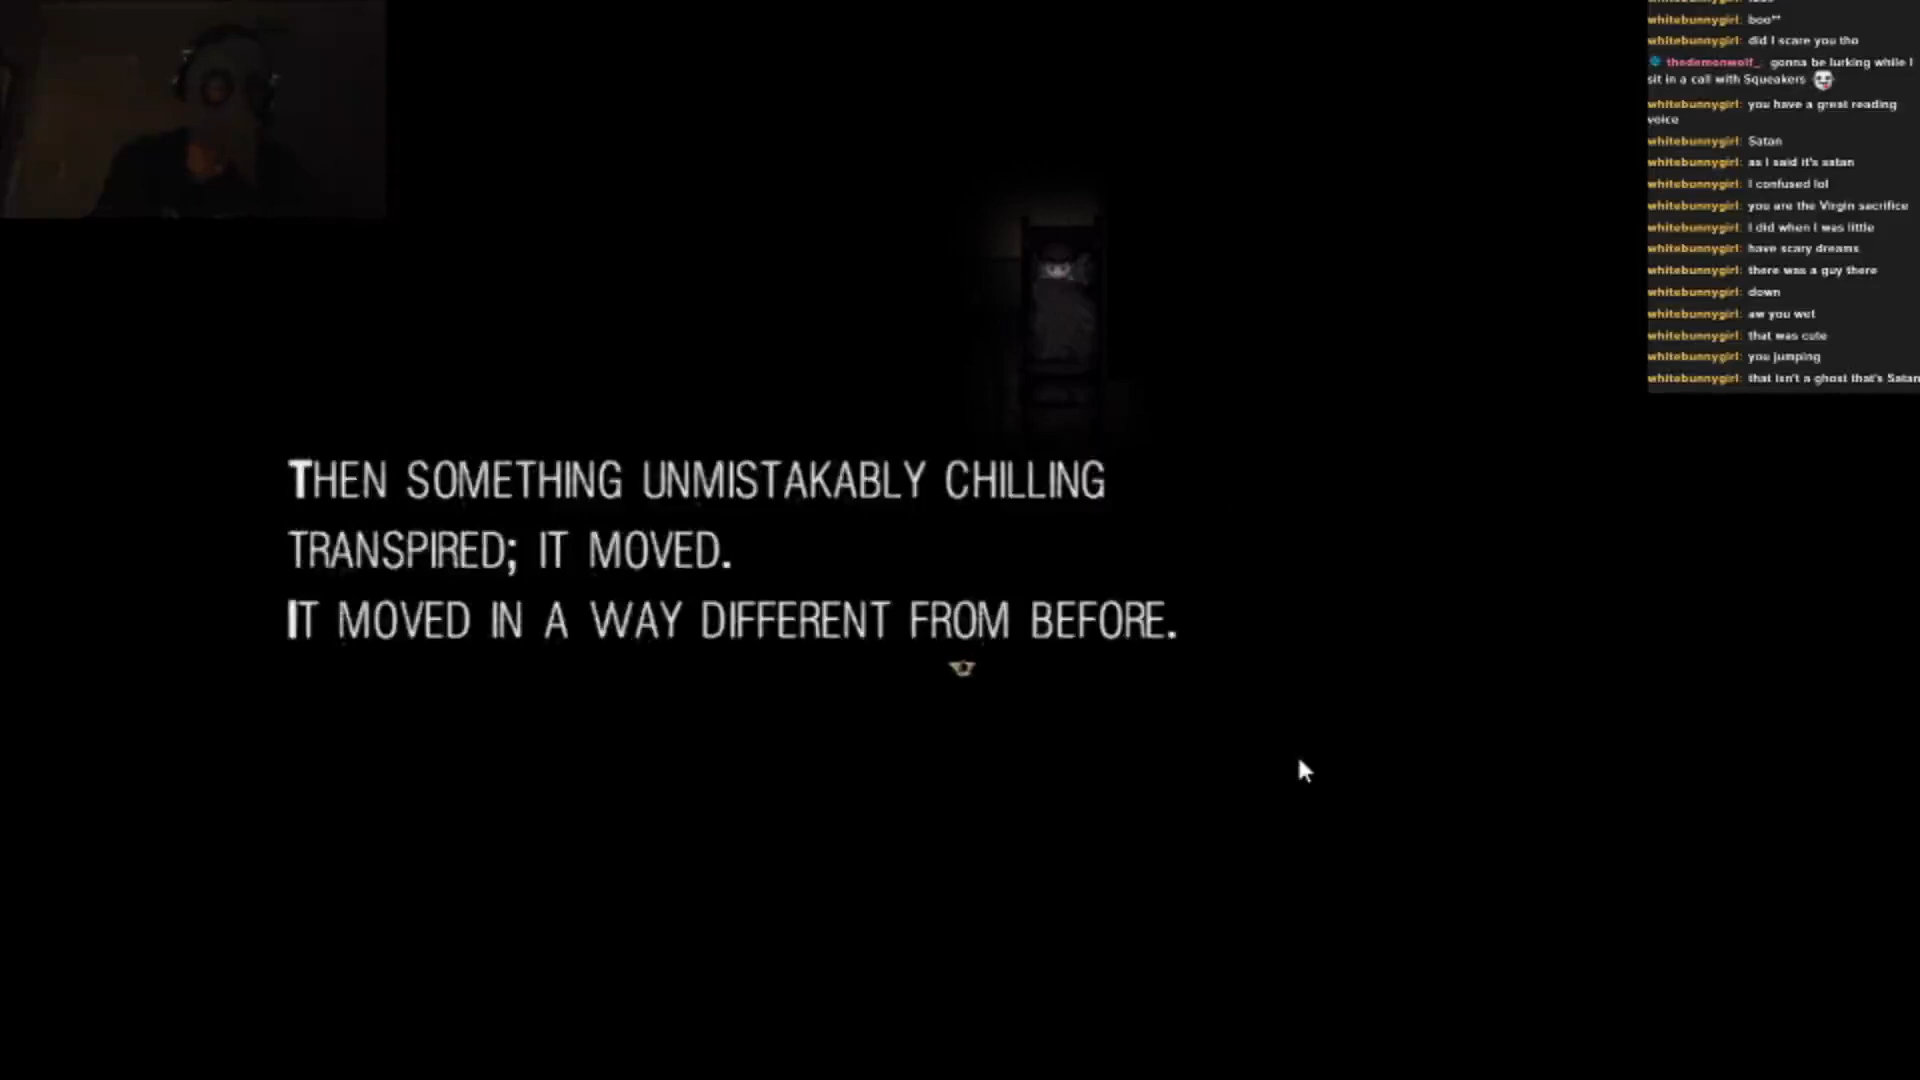 whitebunnygirl: boo**
whitebunnygirl: did I scare you tho
thedemonwolf_: gonna be lurking while I
sit in a call with Squeakers
whitebunnygirl: you have a great reading
voice
whitebunnygirl: Satan
whitebunnygirl: as I said it's satan
whitebunnygirl: I confused lol
whitebunnygirl: you are the Virgin sacrifice
whitebunnygirl: I did when I was little
whitebunnygirl: have scary dreams
whitebunnygirl: there was a guy there
whitebunnygirl: down
whitebunnygirl: aw you wet
whitebunnygirl: that was cute
whitebunnygirl: you jumping
whitebunnygirl: that isn't a ghost that's Satan
THEN SOMETHING UNMISTAKABLY CHILLING
TRANSPIRED; IT MOVED.
IT MOVED IN A WAY DIFFERENT FROM BEFORE.